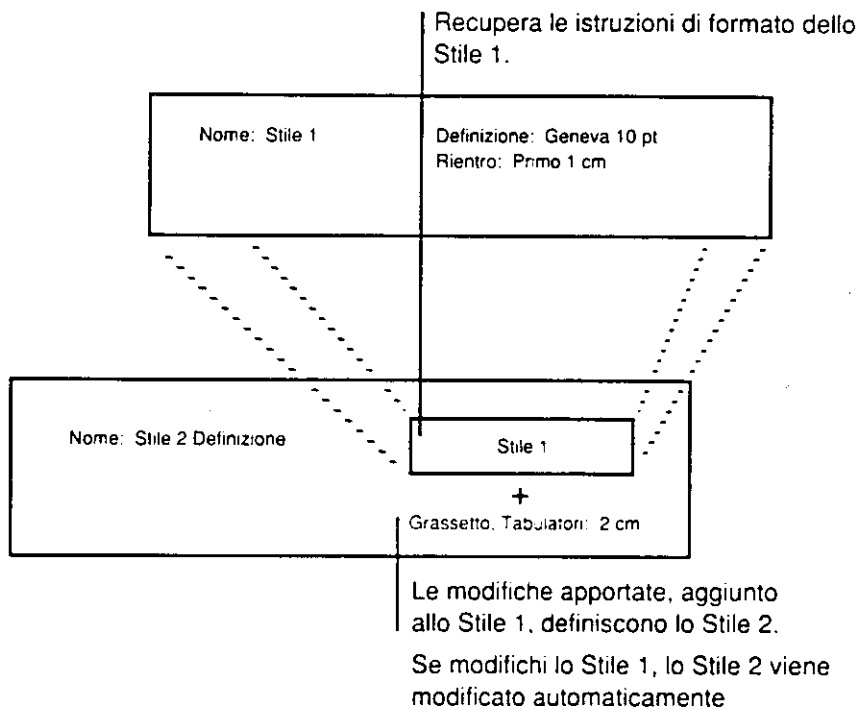 Recupera le istruzioni di formato dello
Stile 1.
Nome: Stile 1
Definizione: Geneva 10 pt
Rientro: Primo 1 cm
Nome: Stile 2 Definizione
Stile 1
+
Grassetto, Tabulatori: 2 cm
Le modifiche apportate, aggiunto
allo Stile 1, definiscono lo Stile 2.
Se modifichi lo Stile 1, lo Stile 2 viene
modificato automaticamente